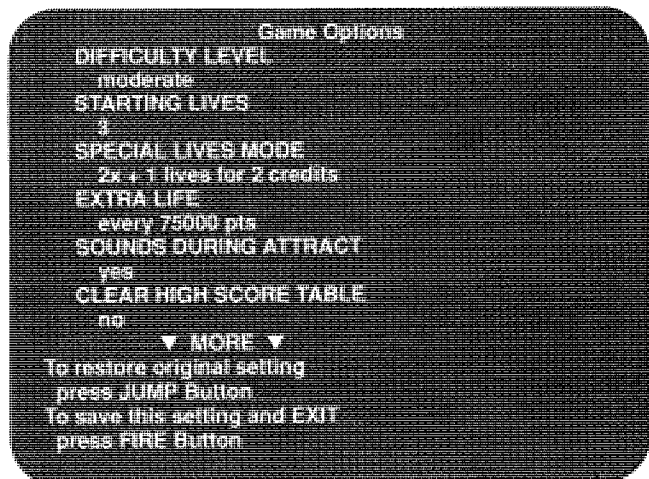 Game Options
DIFFICULTY LEVEL
moderate
STARTING LIVES
3
SPECIAL LIVES MODE
2x + 1 lives for 2 credits
EXTRA LIFE
every 75000 pts
SOUNDS DURING ATTRACT
yes
CLEAR HIGH SCORE TABLE
no
▼ MORE ▼
To restore original setting
press JUMP Button
To save this setting and EXIT
press FIRE Button